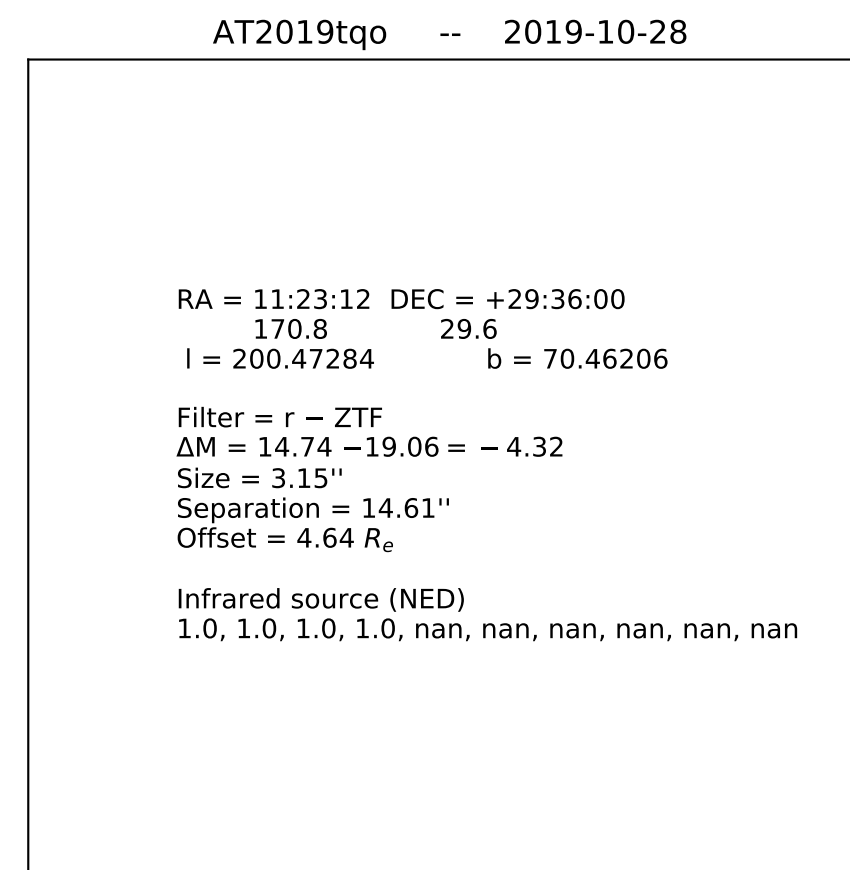 AT2019tqo -- 2019-10-28
RA = 11:23:12 DEC = +29:36:00
170.8 29.6
l = 200.47284 b = 70.46206
Filter = r − ZTF
ΔM = 14.74 −19.06 = − 4.32
Size = 3.15''
Separation = 14.61''
Offset = 4.64 Re
Infrared source (NED)
1.0, 1.0, 1.0, 1.0, nan, nan, nan, nan, nan, nan